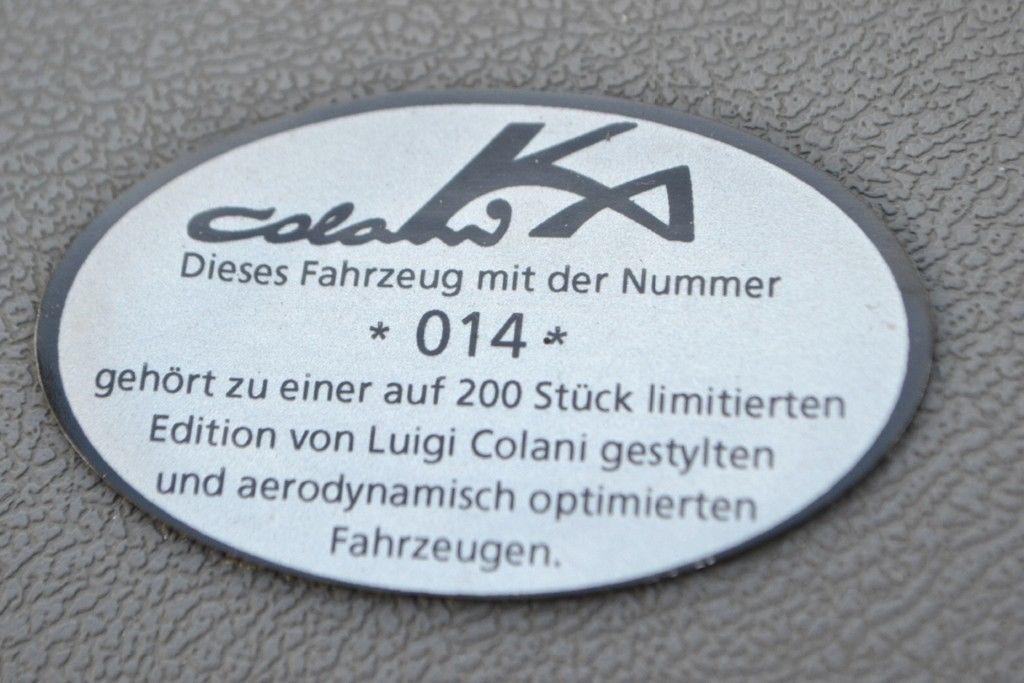 colani KA
Dieses Fahrzeug mit der Nummer
* 014 *
gehört zu einer auf 200 Stück limitierten
Edition von Luigi Colani gestylten
und aerodynamisch optimierten
Fahrzeugen.